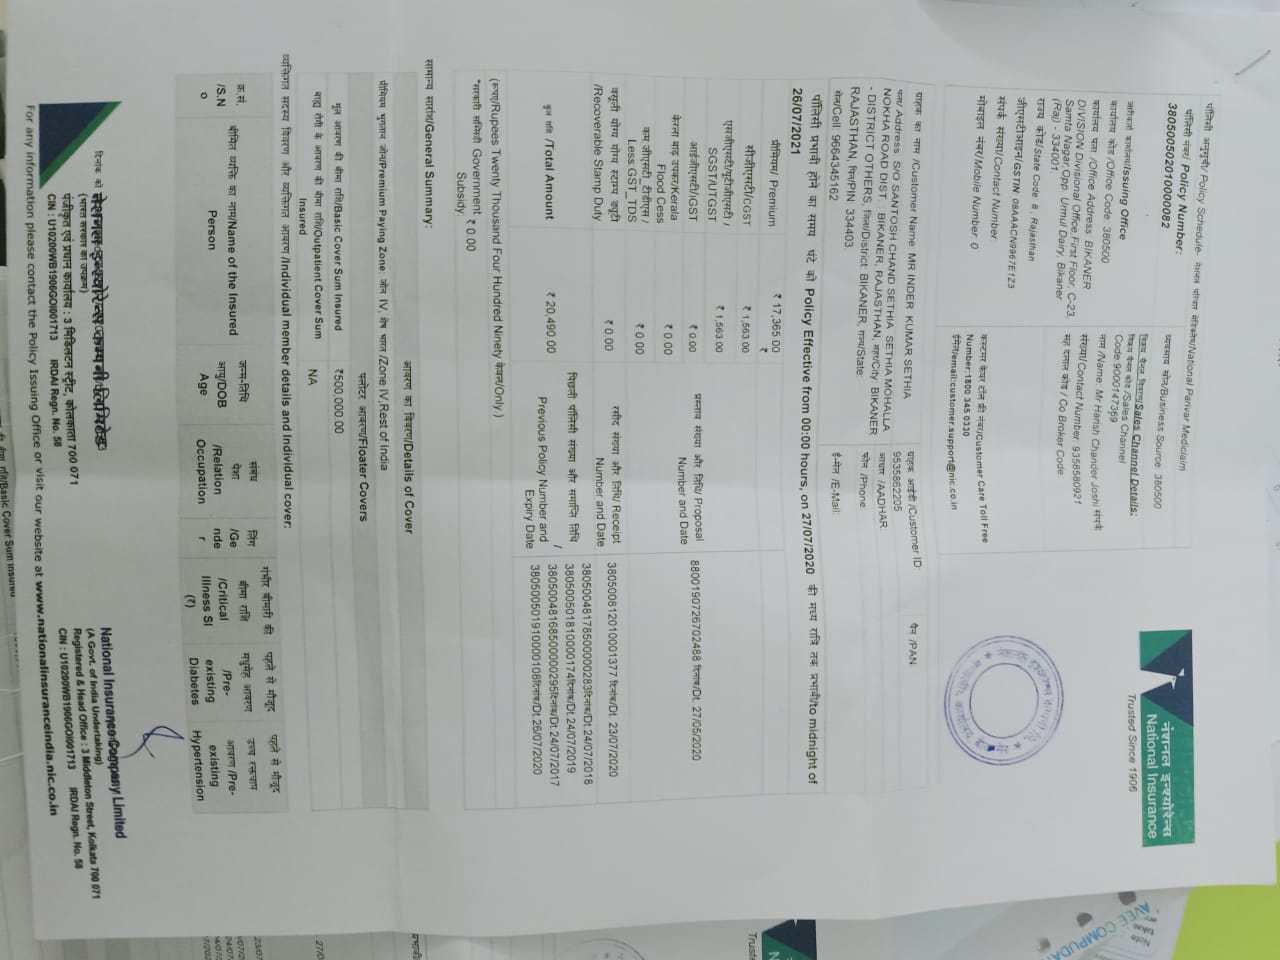 नेशनल इन्श्योरेन्स
National Insurance
Trusted Since 1906
पॉलिसी अनुसूची/ Policy Schedule- नेशनल परिवार मेडिक्लेम/National Parivar Mediclaim
पॉलिसी नंबर/ Policy Number:
380500502010000082
व्यवसाय स्रोत/Business Source: 380500
जारीकर्ता कार्यालय/Issuing Office
कार्यालय कोड /Office Code: 380500
कार्यालय पता /Office Address: BIKANER
DIVISION Divisional Office,First Floor, C-23,
Samta Nagar,Opp. Urmul Dairy, Bikaner
(Raj) - 334001.
राज्य कोड/State Code 8 , Rajasthan
जीएसटीआइन/GSTIN 08AAACN9967E1Z3
संपर्क संख्या/Contact Number
मोबाइल नंबर/Mobile Number: 0
विक्रय चैनल विवरण/Sales Channel Details:
विक्रय चैनल कोड /Sales Channel
Code:9000147369
नाम /Name: Mr Harish Chander Joshi संपर्क
संख्या/Contact Number: 9358580921
सह दलाल कोड / Co Broker Code
कस्टमर केयर टोल फ्री नंबर/Customer Care Toll Free
Number:1800 345 0330
ईमेल/email:customer.support@nic.co.in
ग्राहक का नाम /Customer Name: MR INDER KUMAR SETHIA
पता/ Address: S/O SANTOSH CHAND SETHIA SETHIA MOHALLA
NOKHA ROAD DIST. : BIKANER, RAJASTHAN, शहर/City: BIKANER
- DISTRICT OTHERS, जिला/District: BIKANER, राज्य/State:
RAJASTHAN, पिन/PIN: 334403
सेल/Cell: 9664345162
ग्राहक आईडी /Customer ID:
9535862205
पैन /PAN:
आधार /AADHAR
फोन /Phone:
ई-मेल /E-Mail:
पॉलिसी प्रभावी होने का समय घंटे को Policy Effective from 00:00 hours, on 27/07/2020 की मध्य रात्रि तक प्रभावी/to midnight of
26/07/2021
प्रीमियम/ Premium ₹ 17,365.00
₹
सीजीएसटी/CGST ₹ 1,563.00
एसजीएसटी/यूटीजीएसटी /
SGST/UTGST ₹ 1,563.00
आईजीएसटी/IGST ₹ 0.00
केरला बाढ़ उपकर/Kerala
Flood Cess ₹ 0.00
कम जीएसटी टीडीएस /
Less GST_TDS ₹ 0.00
वसूली योग्य स्टाम्प ड्यूटी
/Recoverable Stamp Duty ₹ 0.00
कुल राशि /Total Amount ₹ 20,490.00
प्रस्ताव संख्या और तिथि/ Proposal
Number and Date 8800190726702488 दिनांक/Dt. 27/05/2020
रसीद संख्या और तिथि/ Receipt
Number and Date 380500812010001377 दिनांक/Dt. 23/07/2020
पिछली पॉलिसी संख्या और समाप्ति तिथि /
Previous Policy Number and
Expiry Date
380500481785000000283दिनांक/Dt.24/07/2018
380500501810000174दिनांक/Dt.24/07/2019
380500481685000000295दिनांक/Dt.24/07/2017
380500501910000108दिनांक/Dt.26/07/2020
(रूपए/Rupees Twenty Thousand Four Hundred Ninety केवल/Only.)
*सरकारी सब्सिडी Government ₹ 0.00
Subsidy:
सामान्य सारांश/General Summary:
आवरण का विवरण/Details of Cover
प्रीमियम भुगतान जोन/Premium Paying Zone: जोन IV, शेष भारत /Zone IV,Rest of India
फ्लोटर आवरण/Floater Covers
मूल आवरण की बीमा राशि/Basic Cover Sum Insured ₹500,000.00
बाह्य रोगी के आवरण की बीमा राशि/Outpatient Cover Sum
Insured NA
व्यक्तिगत सदस्य विवरण और व्यक्तिगत आवरण /Individual member details and Individual cover:
क्र.सं.
/S.N
o
बीमित व्यक्ति का नाम/Name of the Insured
Person
जन्म-तिथि
आयु/DOB
Age
संबंध
पेशा
/Relation
Occupation
लिंग
/Ge
nde
r
गंभीर बीमारी की
बीमा राशि
/Critical
Illness SI
(₹)
पहले से मौजूद
मधुमेह आवरण
/Pre-
existing
Diabetes
पहले से मौजूद
उच्च रक्तचाप
आवरण /Pre-
existing
Hypertension
नेशनल इन्श्योरेन्स कम्पनी लिमिटेड
(भारत सरकार का उपक्रम)
पंजीकृत एवं प्रधान कार्यालय : 3 मिडिलटन स्ट्रीट, कोलकाता 700 071
CIN : U10200WB1906GOI001713 IRDAI Regn. No. 58
National Insurance Company Limited
(A Govt. of India Undertaking)
Registered & Head Office : 3 Middleton Street, Kolkata 700 071
CIN : U10200WB1906GOI001713 IRDAI Regn. No. 58
For any information please contact the Policy Issuing Office or visit our website at www.nationalinsuranceindia.nic.co.in